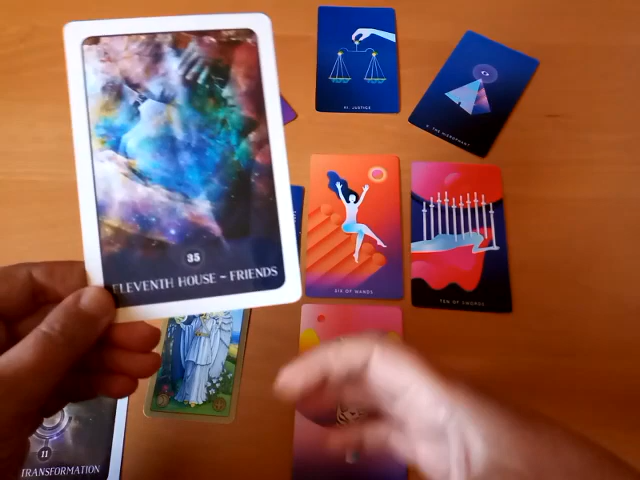 XI. JUSTICE
V. THE HIEROPHANT
35
ELEVENTH HOUSE - FRIENDS
SIX OF WANDS
TEN OF SWORDS
11
TRANSFORMATION